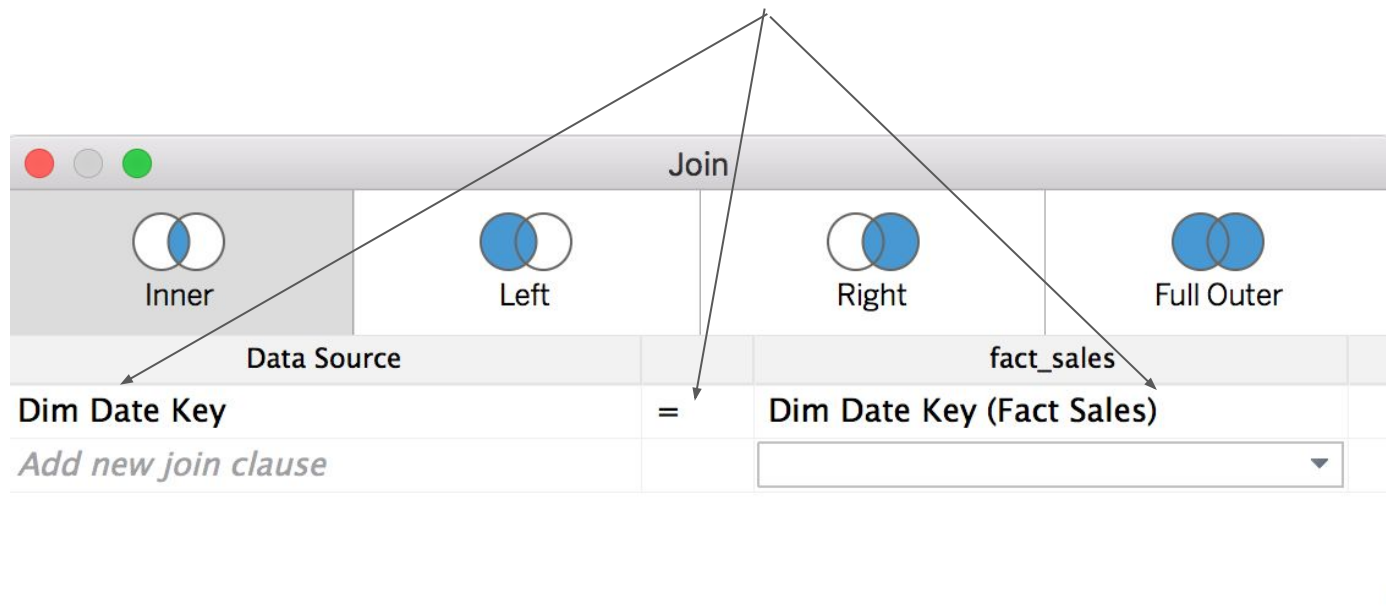 Join
Inner
Left
Right
Full Outer
Data Source
fact_sales
Dim Date Key
=
Dim Date Key (Fact Sales)
Add new join clause